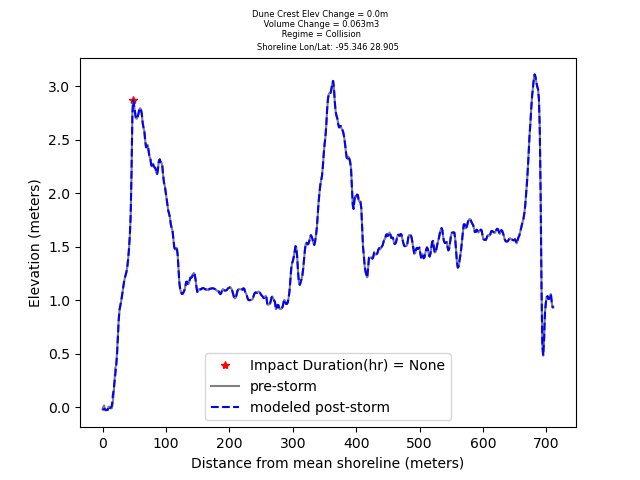 Dune Crest Elev Change = 0.0m
Volume Change = 0.063m3
Regime = Collision
Shoreline Lon/Lat: -95.346 28.905
3.0
2.5
2.0
1.5
1.0
0.5
0.0
Elevation (meters)
Impact Duration(hr) = None
pre-storm
modeled post-storm
0 100 200 300 400 500 600 700
Distance from mean shoreline (meters)